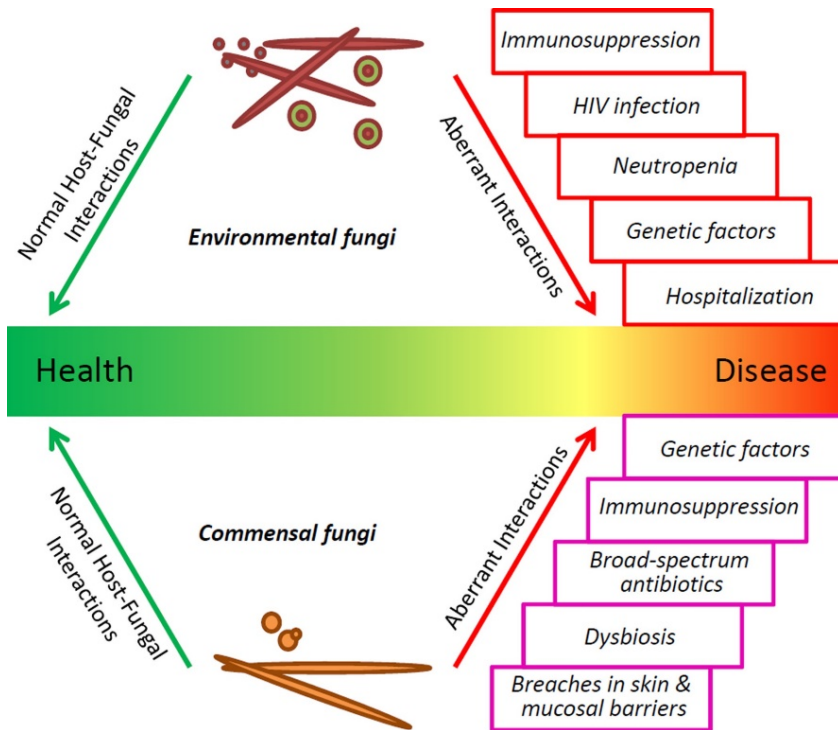 Immunosuppression
HIV infection
Neutropenia
Genetic factors
Hospitalization
Normal Host-Fungal
Interactions
Environmental fungi
Aberrant Interactions
Health
Disease
Normal Host-Fungal
Interactions
Commensal fungi
Aberrant Interactions
Genetic factors
Immunosuppression
Broad-spectrum
antibiotics
Dysbiosis
Breaches in skin &
mucosal barriers